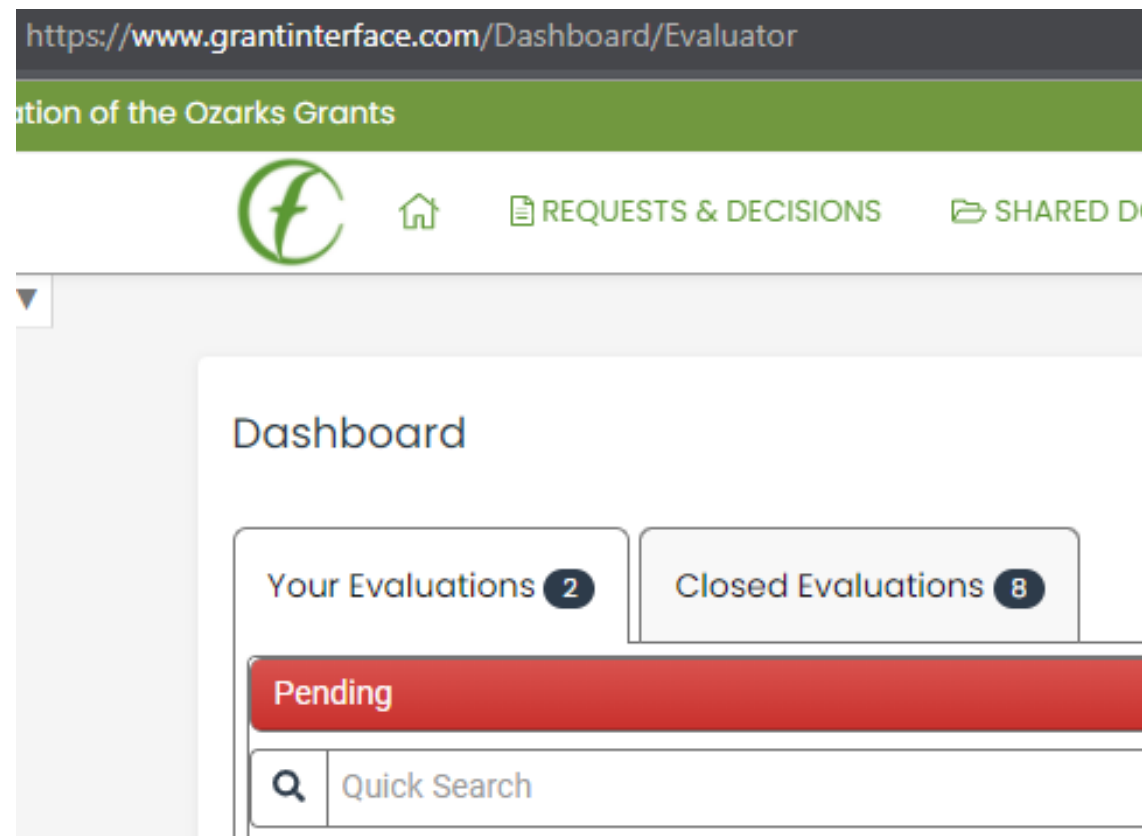 https://www.grantinterface.com/Dashboard/Evaluator
ation of the Ozarks Grants
REQUESTS & DECISIONS SHARED D
Dashboard
Your Evaluations 2 Closed Evaluations 8
Pending
Quick Search